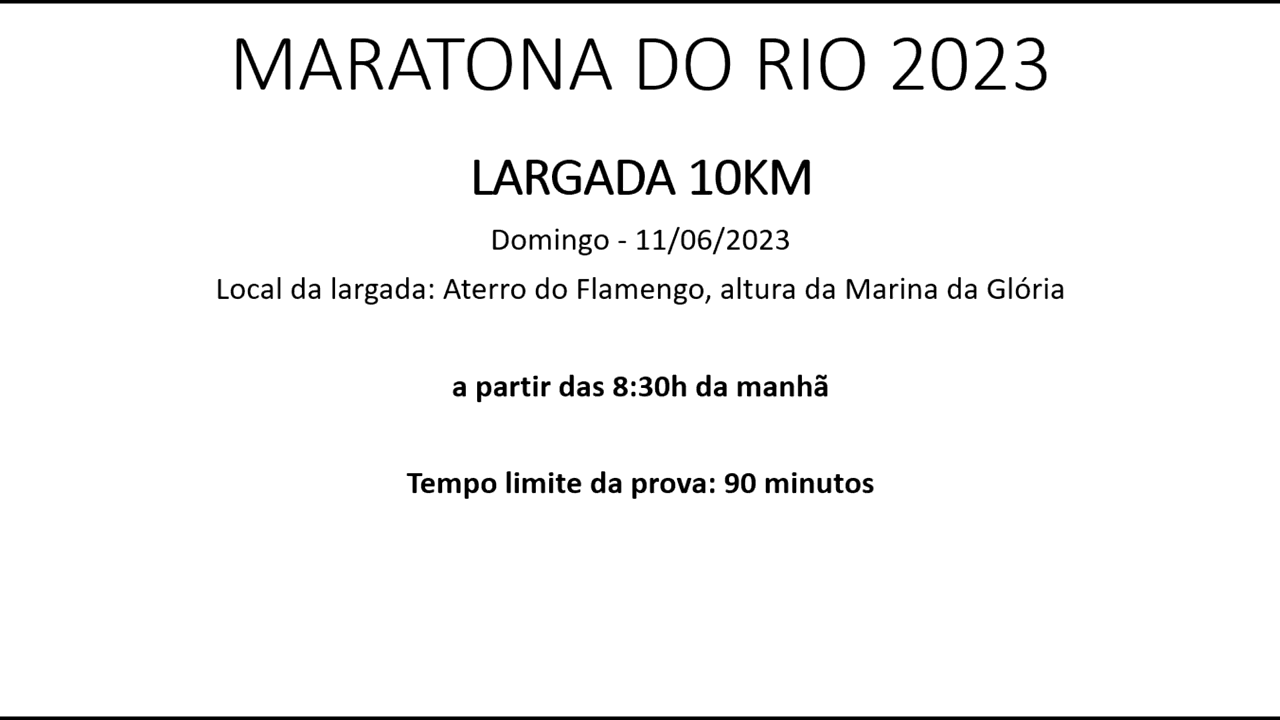 MARATONA DO RIO 2023
LARGADA 10KM
Domingo - 11/06/2023
Local da largada: Aterro do Flamengo, altura da Marina da Glória
a partir das 8:30h da manhã
Tempo limite da prova: 90 minutos